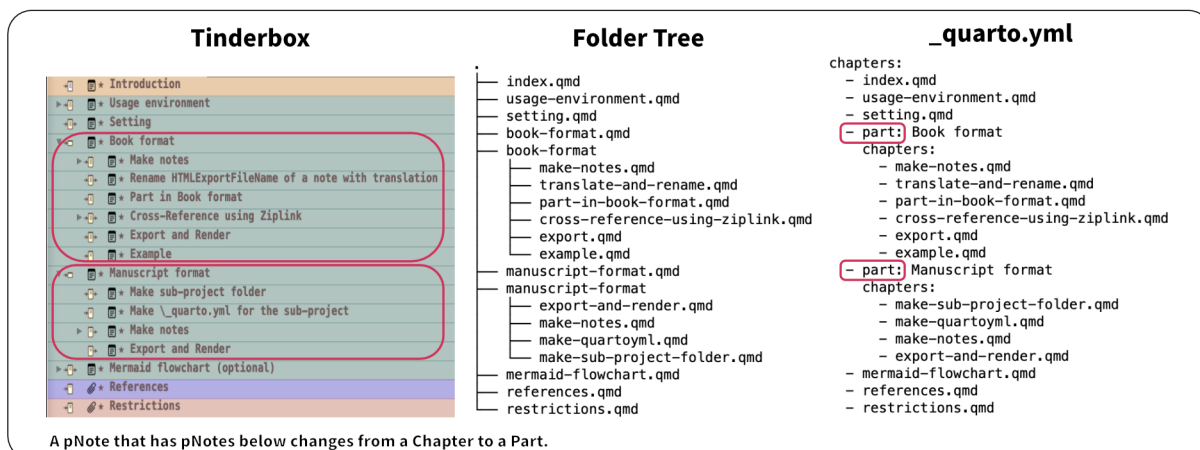 Tinderbox
Introduction
Usage environment
Setting
Book format
Make notes
Rename HTMLExportFileName of a note with translation
Part in Book format
Cross-Reference using Ziplink
Export and Render
Example
Manuscript format
Make sub-project folder
Make \_quarto.yml for the sub-project
Make notes
Export and Render
Mermaid flowchart (optional)
References
Restrictions
Folder Tree
.
index.qmd
usage-environment.qmd
setting.qmd
book-format.qmd
book-format
make-notes.qmd
translate-and-rename.qmd
part-in-book-format.qmd
cross-reference-using-ziplink.qmd
export.qmd
example.qmd
manuscript-format.qmd
manuscript-format
export-and-render.qmd
make-notes.qmd
make-quartoyml.qmd
make-sub-project-folder.qmd
mermaid-flowchart.qmd
references.qmd
restrictions.qmd
_quarto.yml
chapters:
- index.qmd
- usage-environment.qmd
- setting.qmd
- part: Book format
chapters:
- make-notes.qmd
- translate-and-rename.qmd
- part-in-book-format.qmd
- cross-reference-using-ziplink.qmd
- export.qmd
- example.qmd
- part: Manuscript format
chapters:
- make-sub-project-folder.qmd
- make-quartoyml.qmd
- make-notes.qmd
- export-and-render.qmd
- mermaid-flowchart.qmd
- references.qmd
- restrictions.qmd
A pNote that has pNotes below changes from a Chapter to a Part.